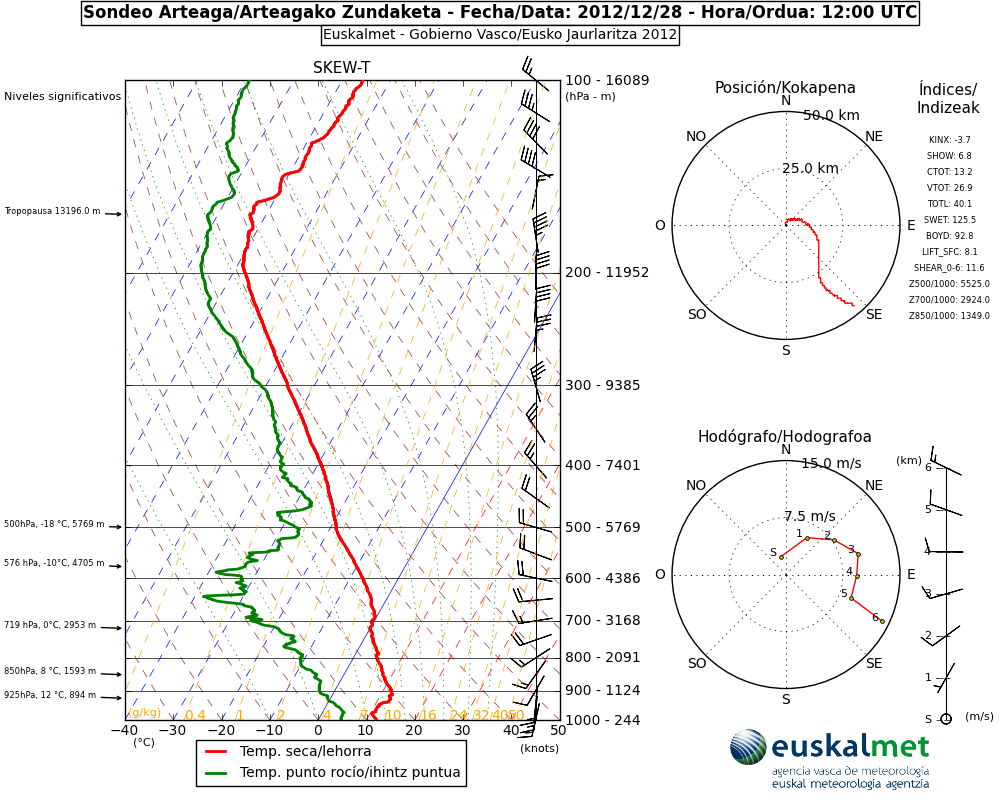 Sondeo Arteaga/Arteagako Zundaketa - Fecha/Data: 2012/12/28 - Hora/Ordua: 12:00 UTC
Euskalmet - Gobierno Vasco/Eusko Jaurlaritza 2012
SKEW-T
Niveles significativos
Tropopausa 13196.0 m
500hPa, -18 °C, 5769 m
576 hPa, -10°C, 4705 m
719 hPa, 0°C, 2953 m
850hPa, 8 °C, 1593 m
925hPa, 12 °C, 894 m
100 - 16089
(hPa - m)
200 - 11952
300 - 9385
400 - 7401
500 - 5769
600 - 4386
700 - 3168
800 - 2091
900 - 1124
1000 - 244
(g/kg) 0.4 1 2 4 7 10 16 24 32 40 50
−40 −30 −20 −10 0 10 20 30 40 50
(°C)
(knots)
Temp. seca/lehorra
Temp. punto rocío/ihintz puntua
Posición/Kokapena
N
50.0 km
NO
NE
25.0 km
O
E
SO
SE
S
Índices/
Indizeak
KINX: -3.7
SHOW: 6.8
CTOT: 13.2
VTOT: 26.9
TOTL: 40.1
SWET: 125.5
BOYD: 92.8
LIFT_SFC: 8.1
SHEAR_0-6: 11.6
Z500/1000: 5525.0
Z700/1000: 2924.0
Z850/1000: 1349.0
Hodógrafo/Hodografoa
N
15.0 m/s
NO
NE
7.5 m/s
S 1 2 3 4 5 6
O
E
SO
SE
S
(km)
6
5
4
3
2
1
S
(m/s)
euskalmet
agencia vasca de meteorología
euskal meteorologia agentzia